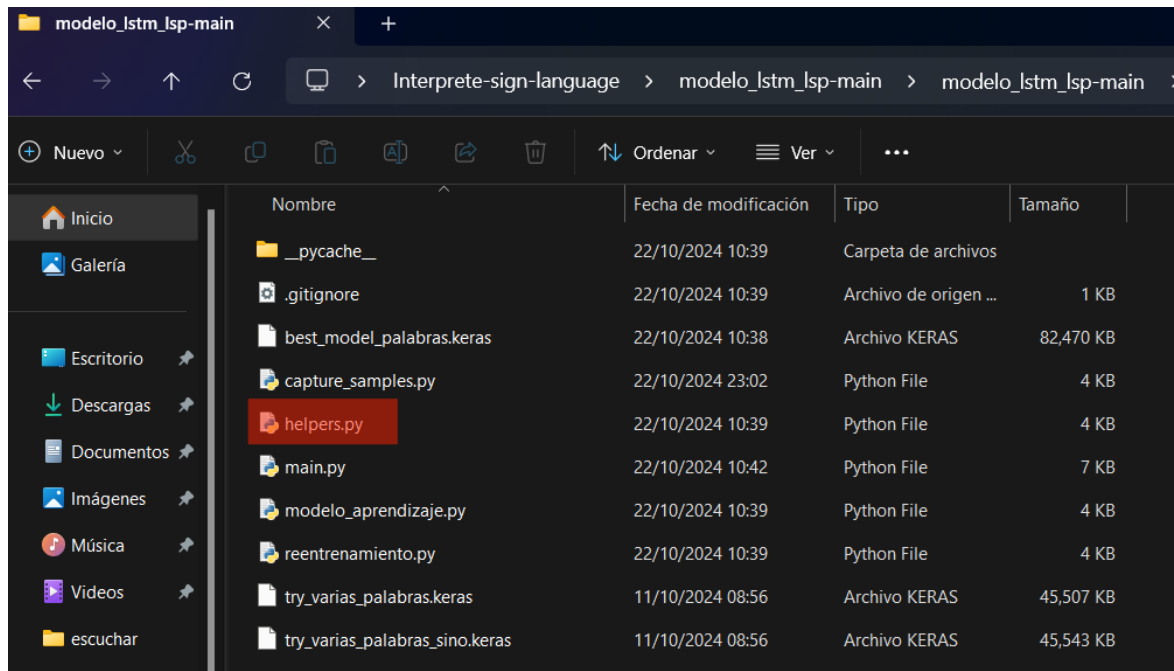 modelo_lstm_lsp-main
Interprete-sign-language > modelo_lstm_lsp-main > modelo_lstm_lsp-main
Nuevo Ordenar Ver
Nombre Fecha de modificación Tipo Tamaño
Inicio
Galería
Escritorio
Descargas
Documentos
Imágenes
Música
Videos
escuchar
__pycache__ 22/10/2024 10:39 Carpeta de archivos
.gitignore 22/10/2024 10:39 Archivo de origen ... 1 KB
best_model_palabras.keras 22/10/2024 10:38 Archivo KERAS 82,470 KB
capture_samples.py 22/10/2024 23:02 Python File 4 KB
helpers.py 22/10/2024 10:39 Python File 4 KB
main.py 22/10/2024 10:42 Python File 7 KB
modelo_aprendizaje.py 22/10/2024 10:39 Python File 4 KB
reentrenamiento.py 22/10/2024 10:39 Python File 4 KB
try_varias_palabras.keras 11/10/2024 08:56 Archivo KERAS 45,507 KB
try_varias_palabras_sino.keras 11/10/2024 08:56 Archivo KERAS 45,543 KB